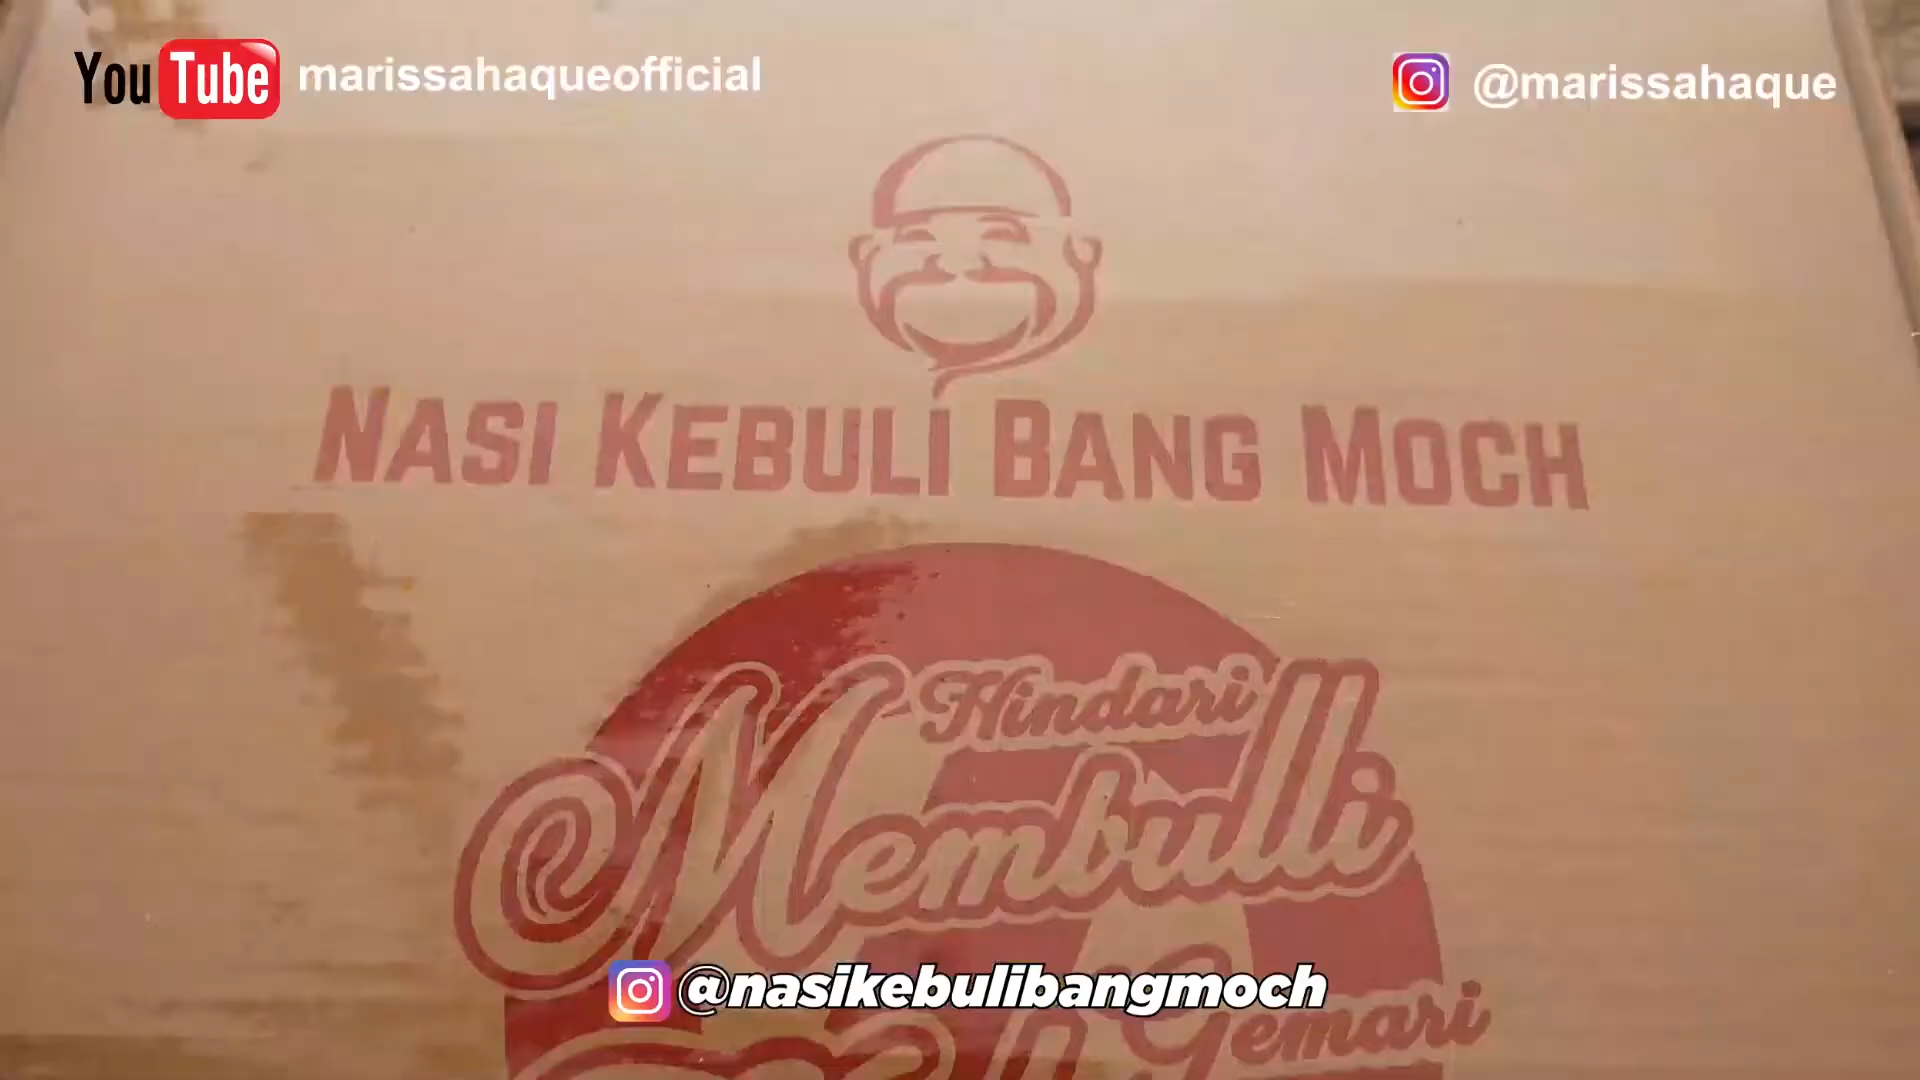 YouTube marissahaqueofficial
@marissahaque
NASI KEBULI BANG MOCH
Hindari
Membulli
@nasikebulibangmoch
Gemari